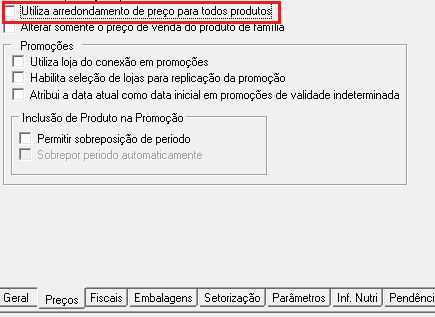 Utiliza arredondamento de preço para todos produtos
Alterar somente o preço de venda do produto de família
Promoções
Utiliza loja do conexão em promoções
Habilita seleção de lojas para replicação da promoção
Atribui a data atual como data inicial em promoções de validade indeterminada
Inclusão de Produto na Promoção
Permitir sobreposição de periodo
Sobrepor periodo automaticamente
Geral Preços Fiscais Embalagens Setorização Parâmetros Inf. Nutri Pendênci